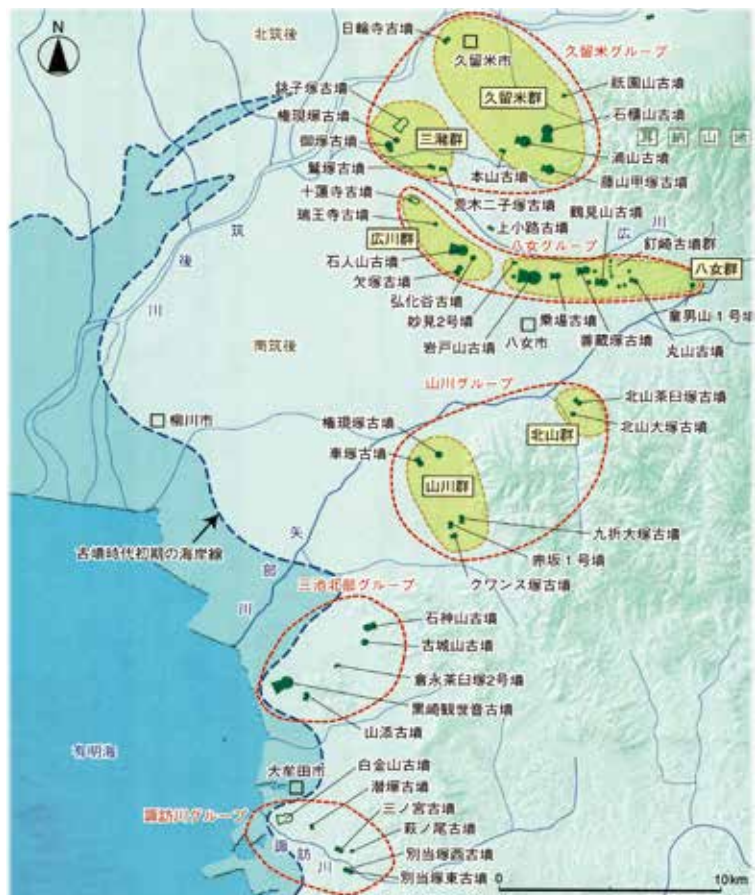 N
北筑後
日輪寺古墳
久留米市
久留米グループ
祇園山古墳
銚子塚古墳
権現塚古墳
久留米群
石櫃山古墳
耳納山地
御塚古墳
三潴群
浦山古墳
鷲塚古墳
本山古墳
藤山甲塚古墳
十蓮寺古墳
荒木二子塚古墳
鶴見山古墳
瑞王寺古墳
上小路古墳
広川
筑後川
広川群
八女グループ
釘崎古墳群
石人山古墳
八女群
欠塚古墳
弘化谷古墳
妙見2号墳
乗場古墳
童男山1号墳
南筑後
岩戸山古墳
八女市
善蔵塚古墳
丸山古墳
山川グループ
北山茶臼塚古墳
柳川市
権現塚古墳
北山群
北山大塚古墳
車塚古墳
山川群
九折大塚古墳
古墳時代初期の海岸線
矢部川
赤坂1号墳
三池北部グループ
クワンス塚古墳
石神山古墳
古城山古墳
倉永茶臼塚2号墳
黒崎観世音古墳
有明海
山添古墳
大牟田市
白金山古墳
潜塚古墳
諏訪川グループ
三ノ宮古墳
萩ノ尾古墳
諏訪川
別当塚西古墳
別当塚東古墳
0 10km